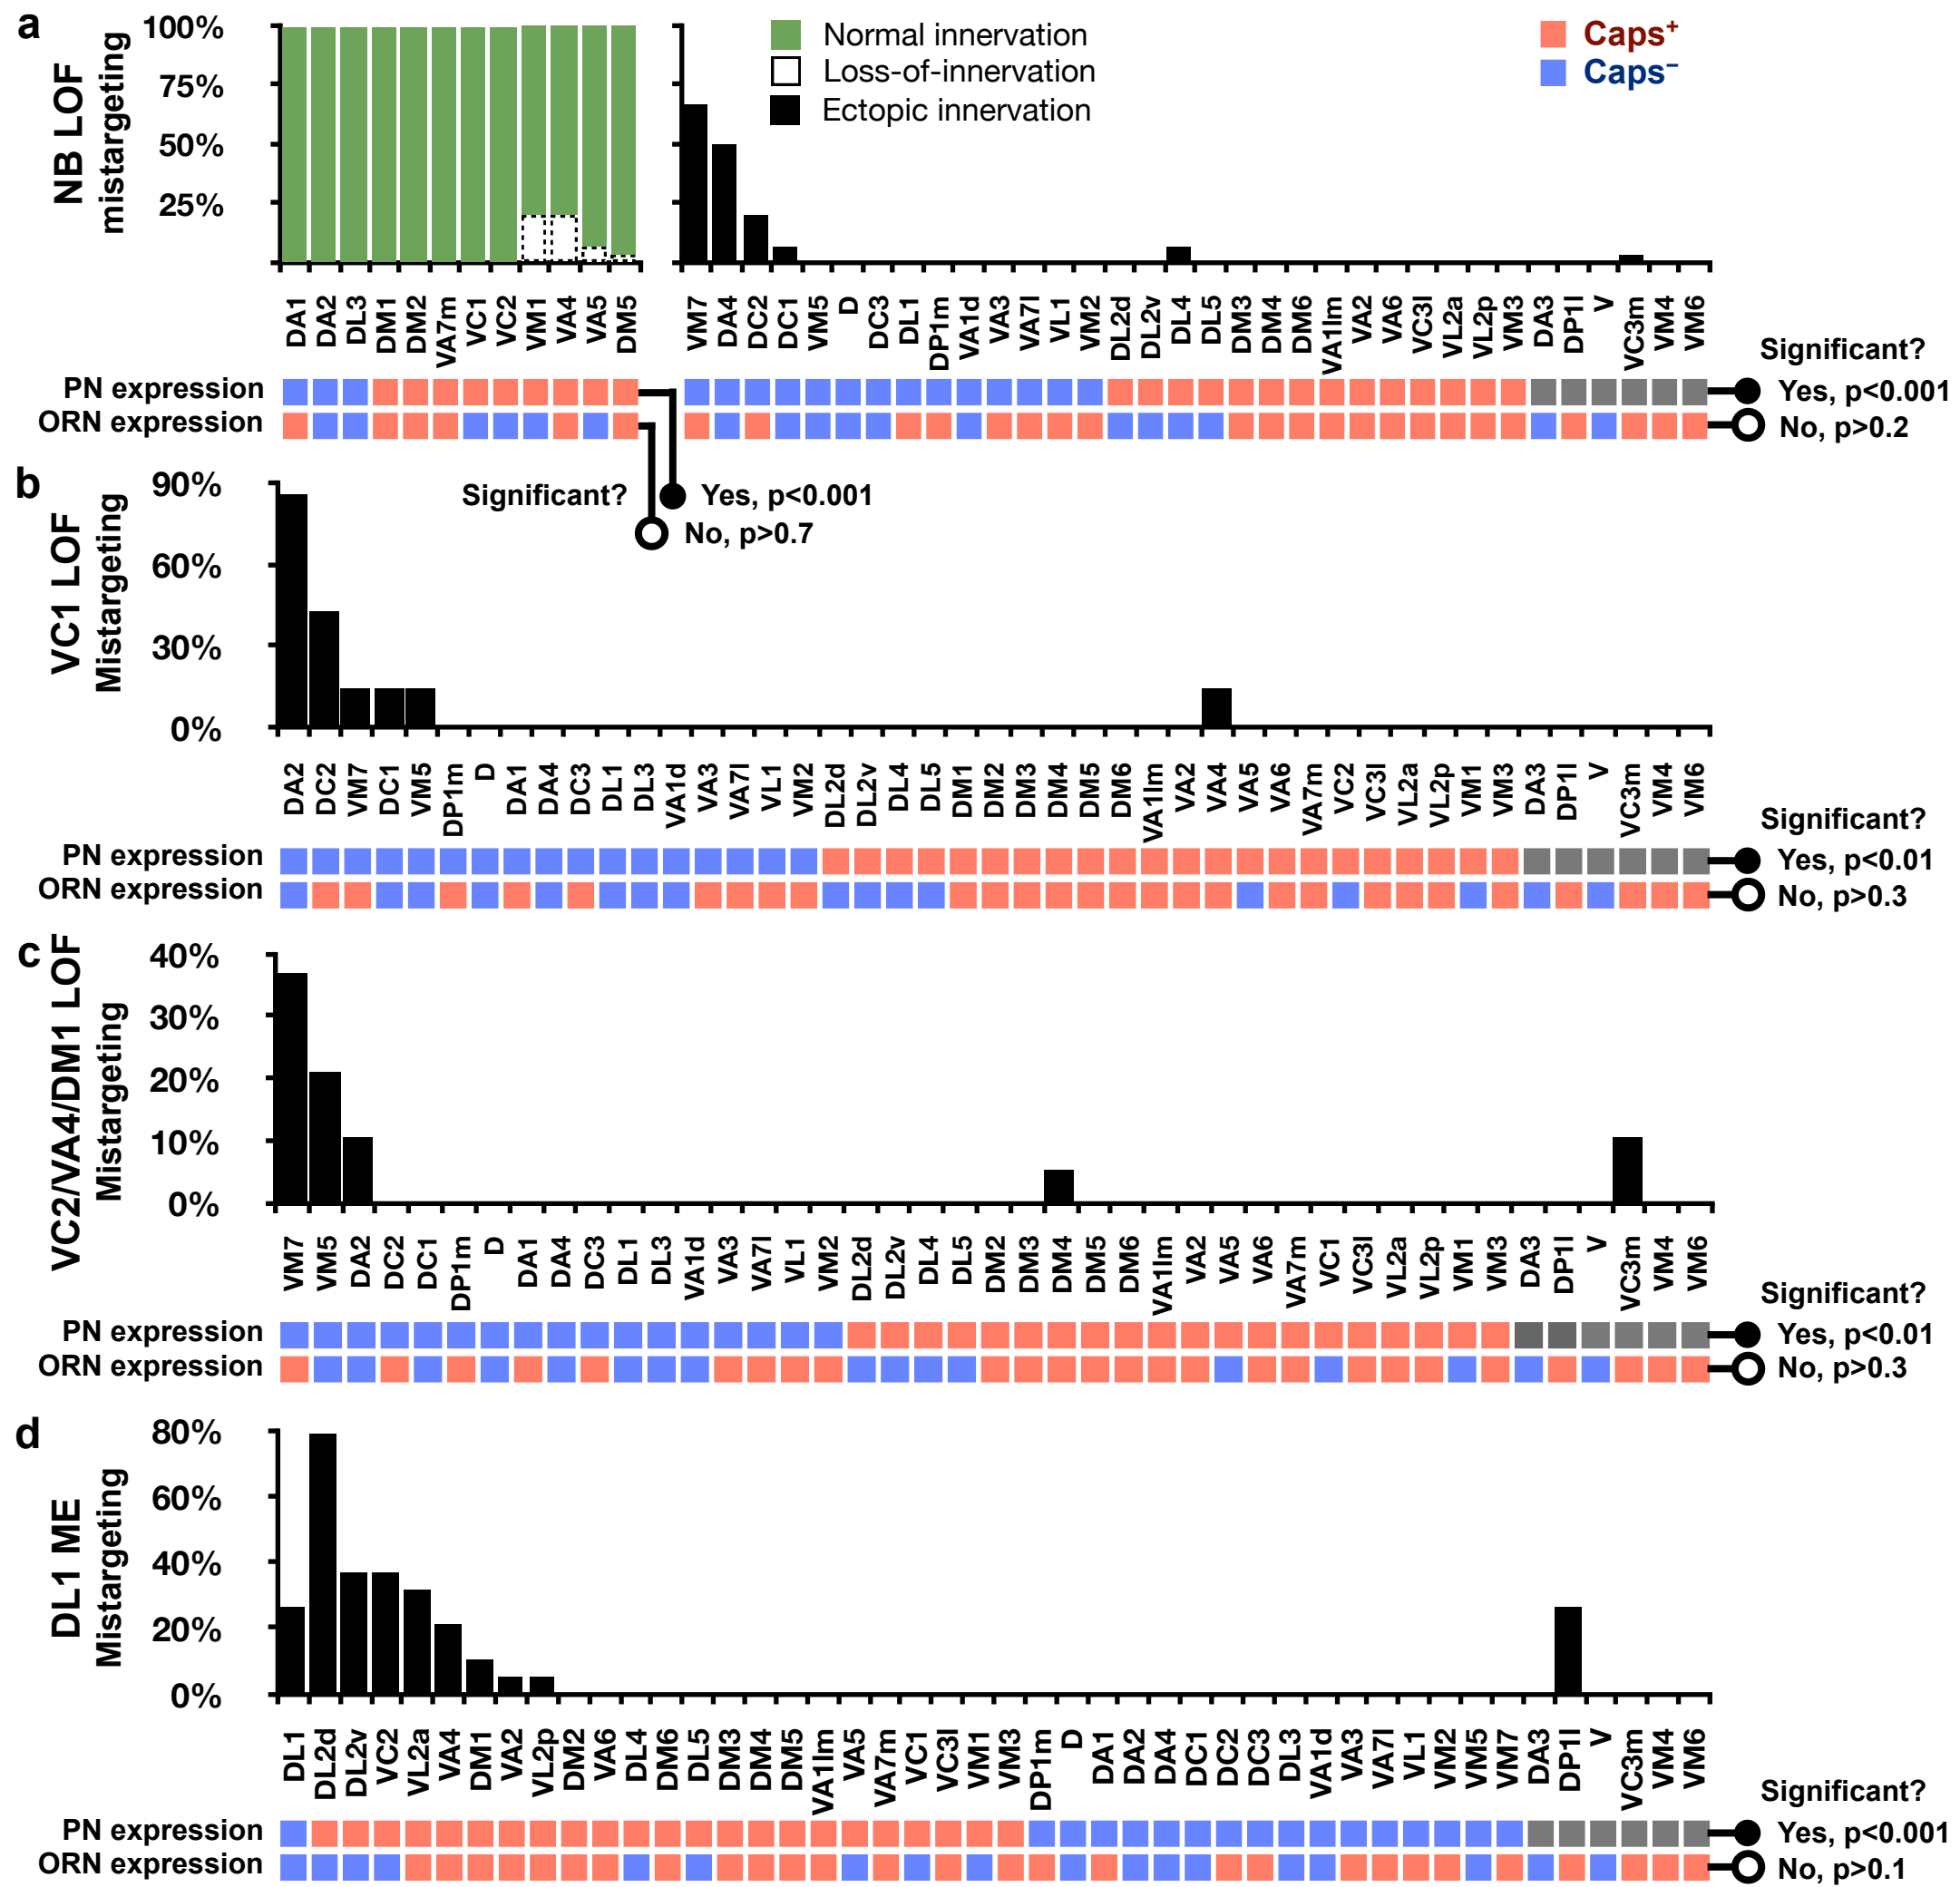 a
NB LOF
mistargeting
100%
75%
50%
25%
Normal innervation
Loss-of-innervation
Ectopic innervation
Caps+
Caps−
DA1 DA2 DL3 DM1 DM2 VA7m VC1 VC2 VM1 VA4 VA5 DM5
VM7 DA4 DC2 DC1 VM5 D DC3 DL1 DP1m VA1d VA3 VA7l VL1 VM2 DL2d DL2v DL4 DL5 DM3 DM4 DM6 VA1lm VA2 VA6 VC3l VL2a VL2p VM3 DA3 DP1l V VC3m VM4 VM6
Significant?
PN expression
Yes, p<0.001
ORN expression
No, p>0.2
Significant?
Yes, p<0.001
No, p>0.7
b
VC1 LOF
Mistargeting
90%
60%
30%
0%
DA2 DC2 VM7 DC1 VM5 DP1m D DA1 DA4 DC3 DL1 DL3 VA1d VA3 VA7l VL1 VM2 DL2d DL2v DL4 DL5 DM1 DM2 DM3 DM4 DM5 DM6 VA1lm VA2 VA4 VA5 VA6 VA7m VC2 VC3l VL2a VL2p VM1 VM3 DA3 DP1l V VC3m VM4 VM6
Significant?
PN expression
Yes, p<0.01
ORN expression
No, p>0.3
c
VC2/VA4/DM1 LOF
Mistargeting
40%
30%
20%
10%
0%
VM7 VM5 DA2 DC2 DC1 DP1m D DA1 DA4 DC3 DL1 DL3 VA1d VA3 VA7l VL1 VM2 DL2d DL2v DL4 DL5 DM2 DM3 DM4 DM5 DM6 VA1lm VA2 VA5 VA6 VA7m VC1 VC3l VL2a VL2p VM1 VM3 DA3 DP1l V VC3m VM4 VM6
Significant?
PN expression
Yes, p<0.01
ORN expression
No, p>0.3
d
DL1 ME
Mistargeting
80%
60%
40%
20%
0%
DL1 DL2d DL2v VC2 VL2a VA4 DM1 VA2 VL2p DM2 VA6 DL4 DM6 DL5 DM3 DM4 DM5 VA1lm VA5 VA7m VC1 VC3l VM1 VM3 DP1m D DA1 DA2 DA4 DC1 DC2 DC3 DL3 VA1d VA3 VA7l VL1 VM2 VM5 VM7 DA3 DP1l V VC3m VM4 VM6
Significant?
PN expression
Yes, p<0.001
ORN expression
No, p>0.1